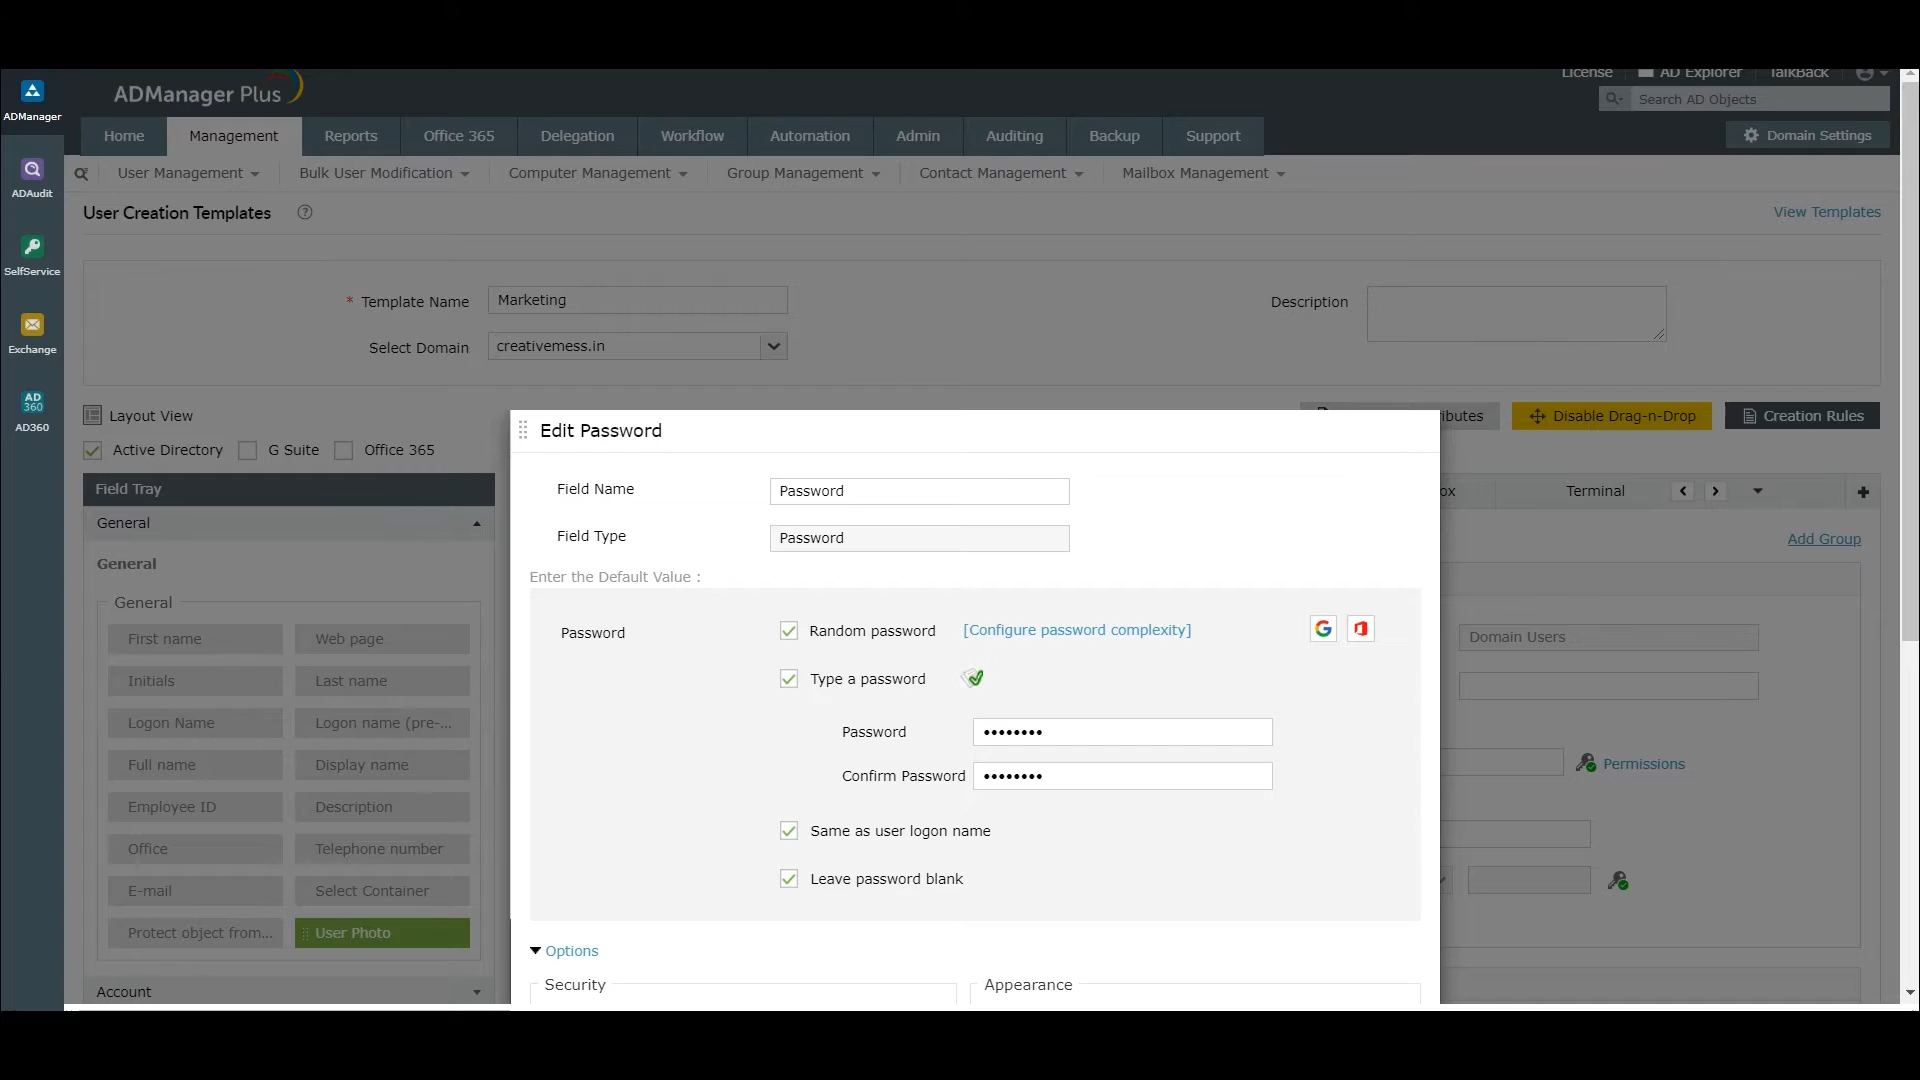 License AD Explorer TalkBack
ADManager
ADManager Plus
Search AD Objects
Home Management Reports Office 365 Delegation Workflow Automation Admin Auditing Backup Support
Domain Settings
User Management Bulk User Modification Computer Management Group Management Contact Management Mailbox Management
ADAudit
User Creation Templates ?
View Templates
SelfService
* Template Name Marketing
Description
Select Domain creativemess.in
Exchange
AD
360
AD360
Layout View
Disable Drag-n-Drop Creation Rules
Active Directory G Suite Office 365
Edit Password
Field Tray
Field Name Password
Terminal
General
Field Type Password
Add Group
General
Enter the Default Value :
General
Password
Random password [Configure password complexity]
First name Web page
Domain Users
Initials Last name
Type a password
Logon Name Logon name (pre-...
Password ••••••••
Full name Display name
Permissions
Confirm Password ••••••••
Employee ID Description
Same as user logon name
Office Telephone number
Leave password blank
E-mail Select Container
Protect object from... User Photo
Options
Security Appearance
Account